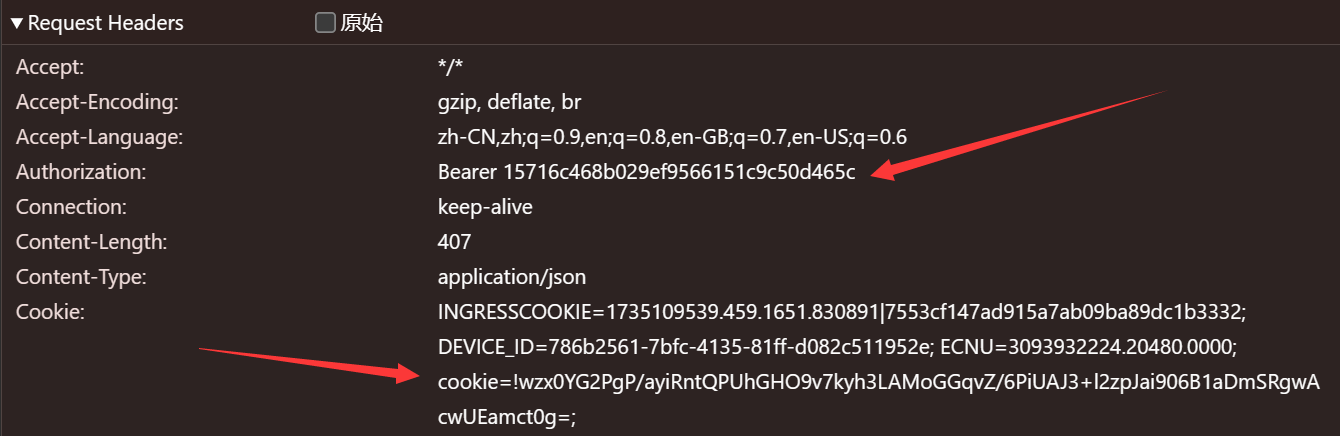 Request Headers 原始
Accept: */*
Accept-Encoding: gzip, deflate, br
Accept-Language: zh-CN,zh;q=0.9,en;q=0.8,en-GB;q=0.7,en-US;q=0.6
Authorization: Bearer 15716c468b029ef9566151c9c50d465c
Connection: keep-alive
Content-Length: 407
Content-Type: application/json
Cookie: INGRESSCOOKIE=1735109539.459.1651.830891|7553cf147ad915a7ab09ba89dc1b3332;
DEVICE_ID=786b2561-7bfc-4135-81ff-d082c511952e; ECNU=3093932224.20480.0000;
cookie=!wzx0YG2PgP/ayiRntQPUhGHO9v7kyh3LAMoGGqvZ/6PiUAJ3+l2zpJai906B1aDmSRgwA
cwUEamct0g=;